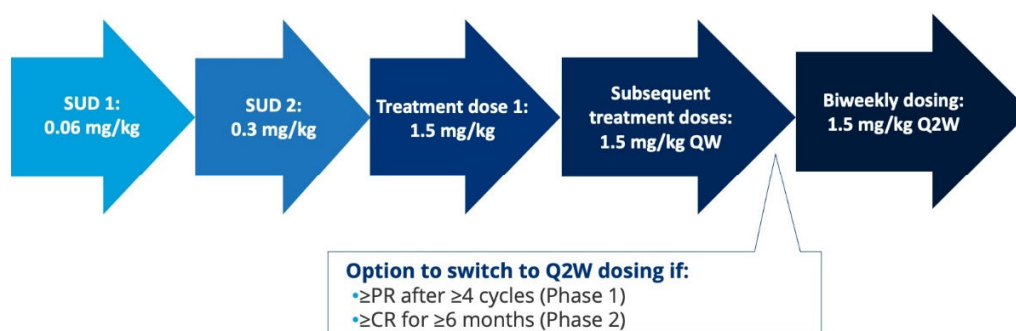 SUD 1:
0.06 mg/kg
SUD 2:
0.3 mg/kg
Treatment dose 1:
1.5 mg/kg
Subsequent
treatment doses:
1.5 mg/kg QW
Biweekly dosing:
1.5 mg/kg Q2W
Option to switch to Q2W dosing if:
•≥PR after ≥4 cycles (Phase 1)
•≥CR for ≥6 months (Phase 2)